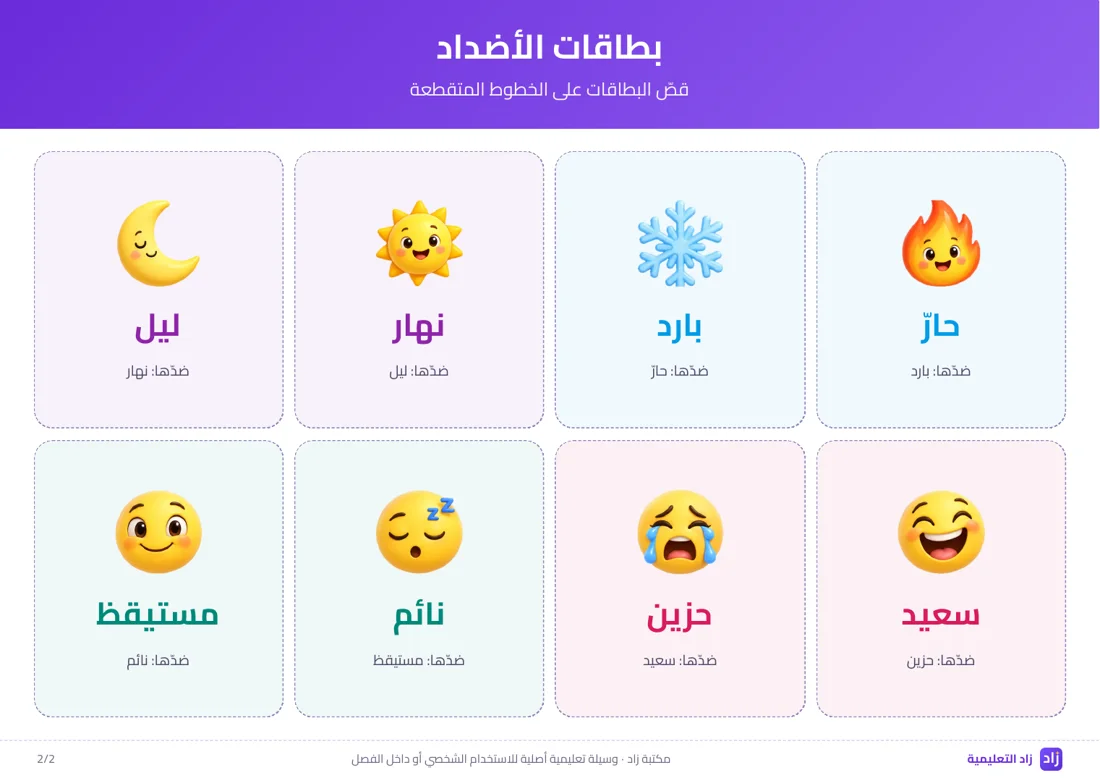 بطاقات الأضداد
قصّ البطاقات على الخطوط المتقطعة
حارّ
ضدّها: بارد
بارد
ضدّها: حارّ
نهار
ضدّها: ليل
ليل
ضدّها: نهار
سعيد
ضدّها: حزين
حزين
ضدّها: سعيد
z z
نائم
ضدّها: مستيقظ
مستيقظ
ضدّها: نائم
زاد زاد التعليمية
مكتبة زاد · وسيلة تعليمية أصلية للاستخدام الشخصي أو داخل الفصل
2/2